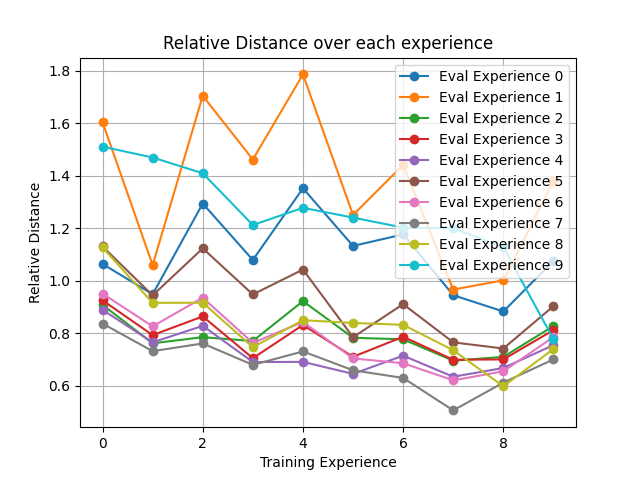 Relative Distance over each experience
1.8
1.6
1.4
1.2
1.0
0.8
0.6
Relative Distance
Eval Experience 0
Eval Experience 1
Eval Experience 2
Eval Experience 3
Eval Experience 4
Eval Experience 5
Eval Experience 6
Eval Experience 7
Eval Experience 8
Eval Experience 9
0 2 4 6 8
Training Experience